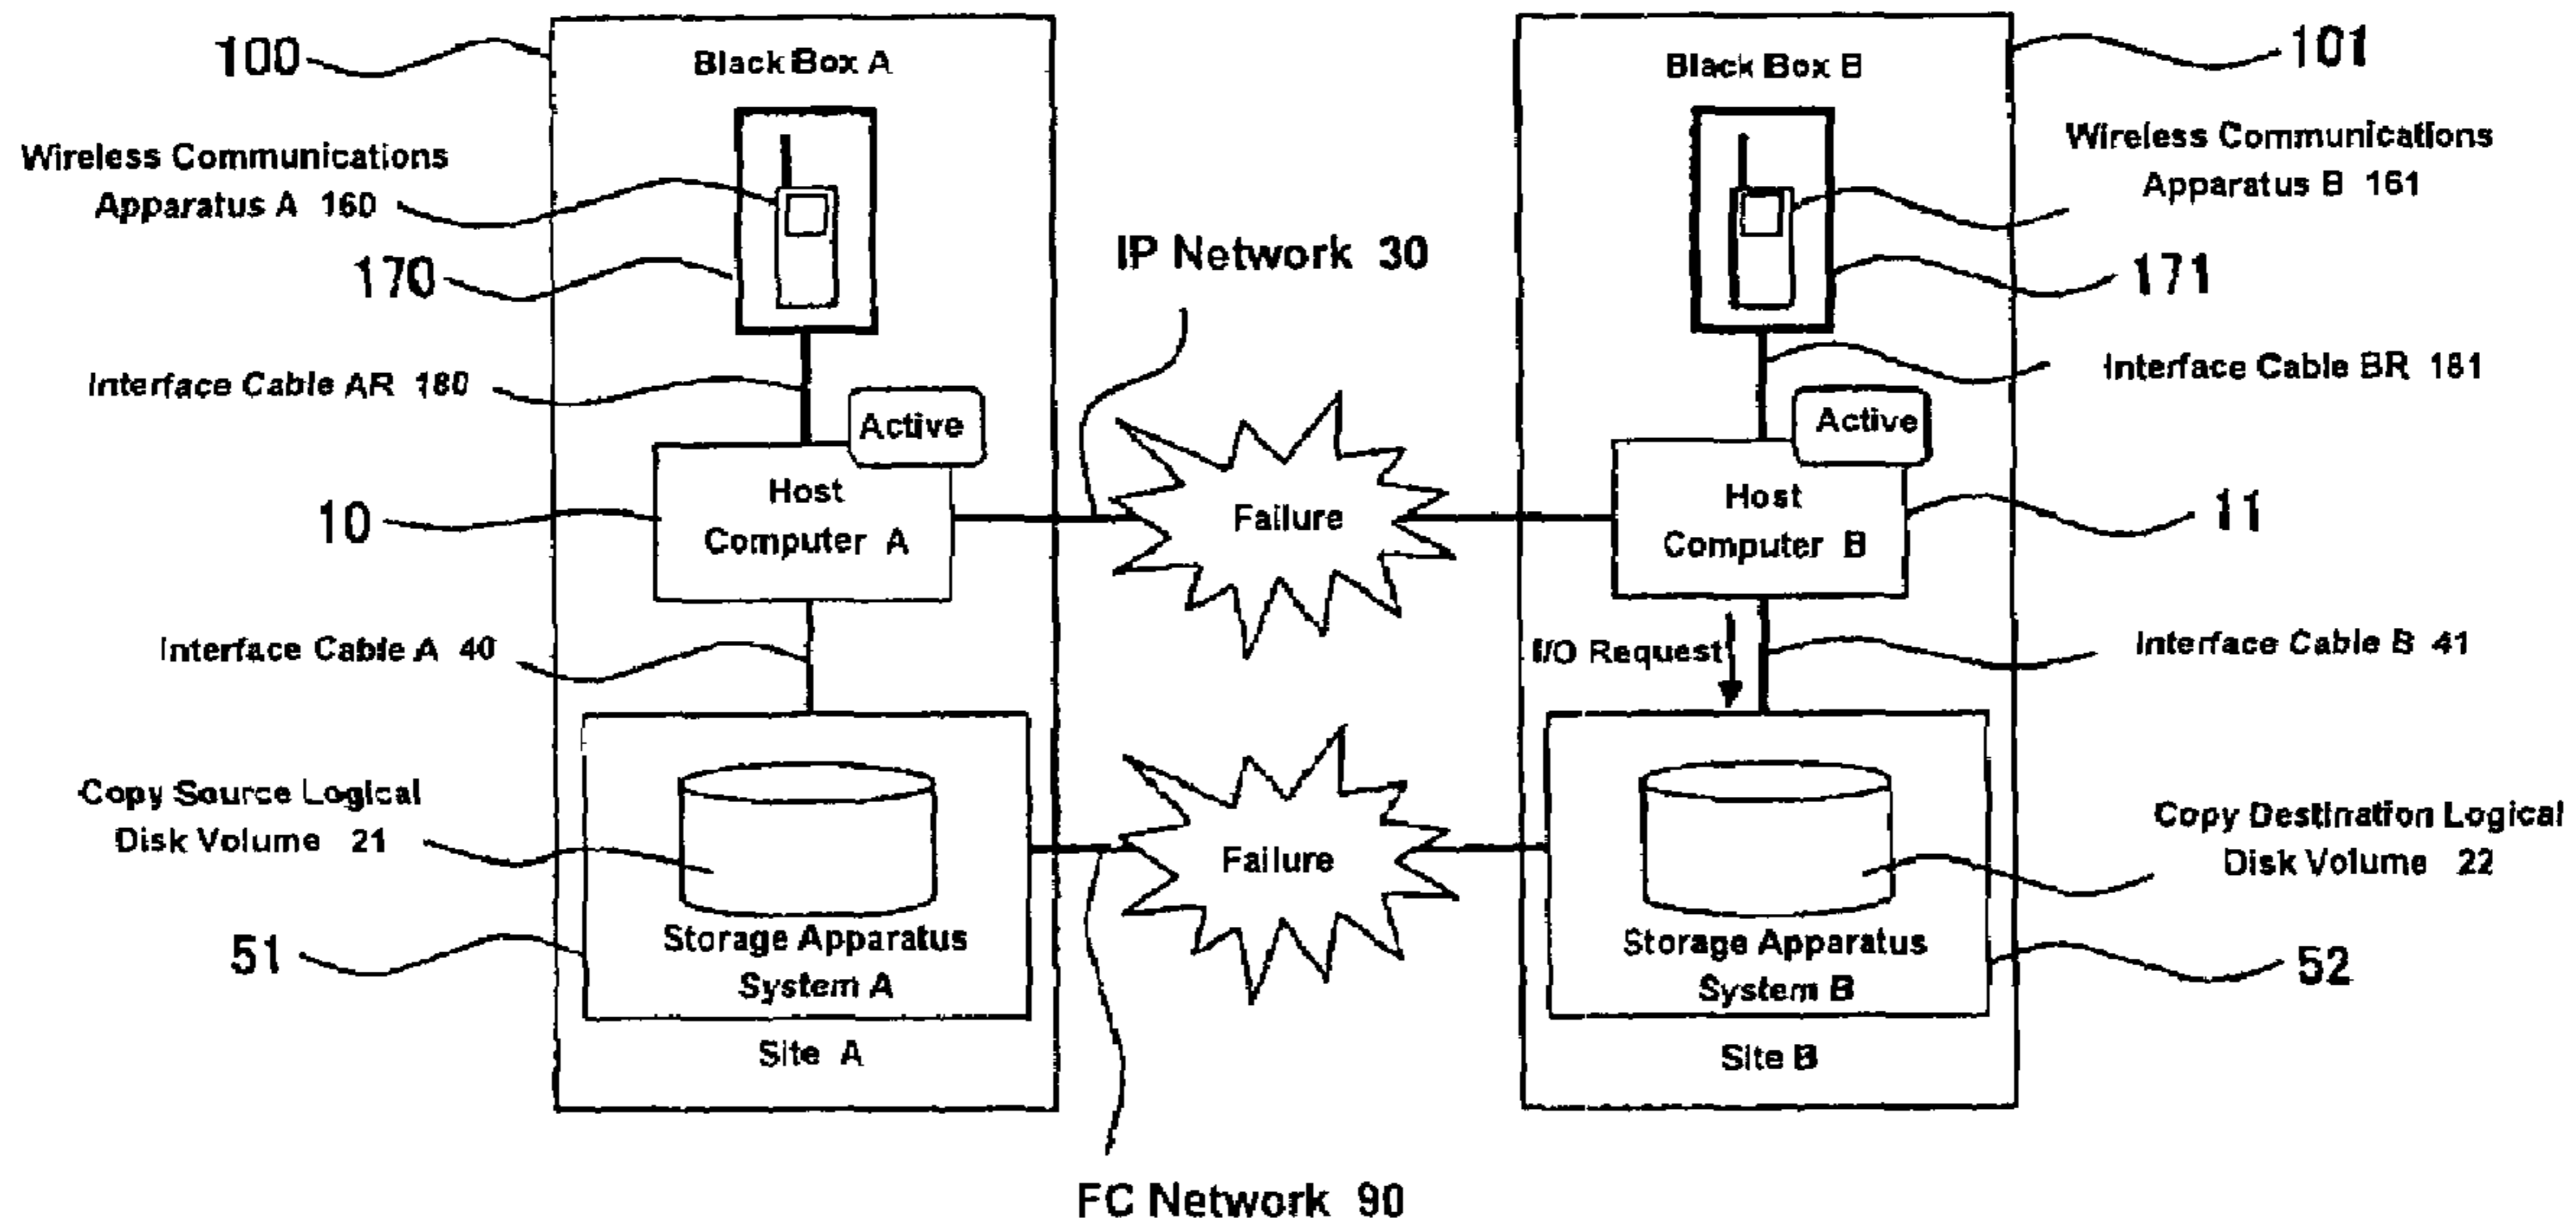 100
Black Box A
Wireless Communications
Apparatus A 160
170
Interface Cable AR 180
Active
Host
Computer A
10
Interface Cable A 40
Copy Source Logical
Disk Volume 21
Storage Apparatus
System A
51
Site A
IP Network 30
Failure
Failure
FC Network 90
Black Box B
101
Wireless Communications
Apparatus B 161
171
Interface Cable BR 181
Active
Host
Computer B
11
I/O Request
Interface Cable B 41
Copy Destination Logical
Disk Volume 22
Storage Apparatus
System B
52
Site B